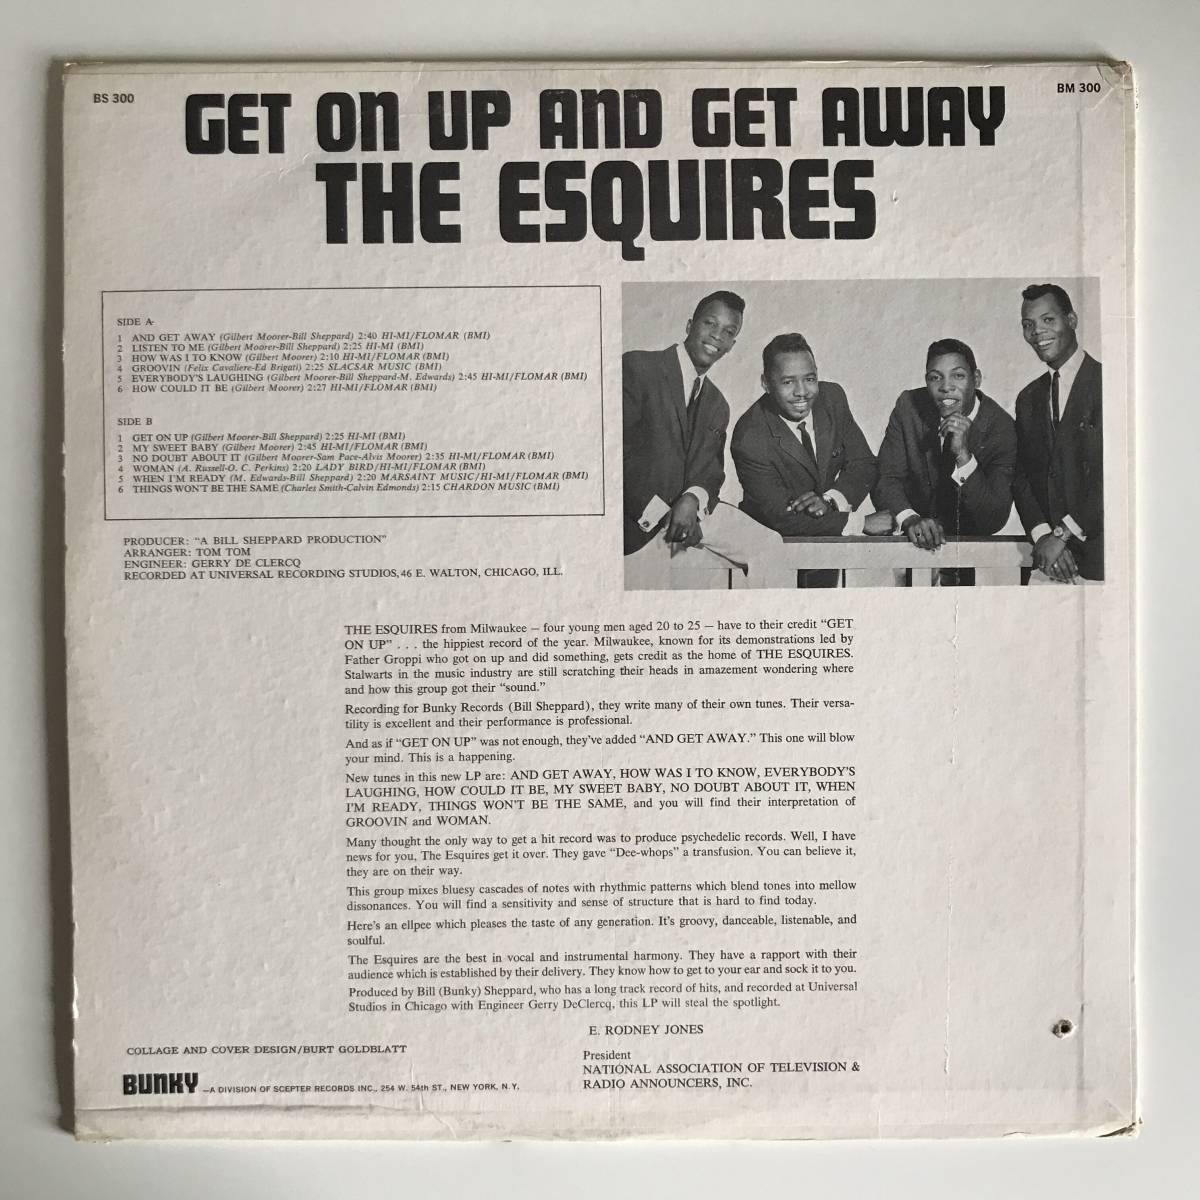 BS 300
BM 300
GET ON UP AND GET AWAY
THE ESQUIRES
SIDE A
1 AND GET AWAY (Gilbert Moorer-Bill Sheppard) 2:40 HI-MI/FLOMAR (BMI)
2 LISTEN TO ME (Gilbert Moorer-Bill Sheppard) 2:25 HI-MI (BMI)
3 HOW WAS I TO KNOW (Gilbert Moorer) 2:10 HI-MI/FLOMAR (BMI)
4 GROOVIN (Felix Cavaliere-Ed Brigati) 2:25 SLACSAR MUSIC (BMI)
5 EVERYBODY'S LAUGHING (Gilbert Moorer-Bill Sheppard-M. Edwards) 2:45 HI-MI/FLOMAR (BMI)
6 HOW COULD IT BE (Gilbert Moorer) 2:27 HI-MI/FLOMAR (BMI)
SIDE B
1 GET ON UP (Gilbert Moorer-Bill Sheppard) 2:25 HI-MI (BMI)
2 MY SWEET BABY (Gilbert Moorer) 2:45 HI-MI/FLOMAR (BMI)
3 NO DOUBT ABOUT IT (Gilbert Moorer-Sam Pace-Alvis Moorer) 2:35 HI-MI/FLOMAR (BMI)
4 WOMAN (A. Russell-O. C. Perkins) 2:20 LADY BIRD/HI-MI/FLOMAR (BMI)
5 WHEN I'M READY (M. Edwards-Bill Sheppard) 2:20 MARSAINT MUSIC/HI-MI/FLOMAR (BMI)
6 THINGS WON'T BE THE SAME (Charles Smith-Calvin Edmonds) 2:15 CHARDON MUSIC (BMI)
PRODUCER: "A BILL SHEPPARD PRODUCTION"
ARRANGER: TOM TOM
ENGINEER: GERRY DE CLERCQ
RECORDED AT UNIVERSAL RECORDING STUDIOS, 46 E. WALTON, CHICAGO, ILL.
THE ESQUIRES from Milwaukee – four young men aged 20 to 25 – have to their credit "GET
ON UP" . . . the hippiest record of the year. Milwaukee, known for its demonstrations led by
Father Groppi who got on up and did something, gets credit as the home of THE ESQUIRES.
Stalwarts in the music industry are still scratching their heads in amazement wondering where
and how this group got their "sound."
Recording for Bunky Records (Bill Sheppard), they write many of their own tunes. Their versa-
tility is excellent and their performance is professional.
And as if "GET ON UP" was not enough, they've added "AND GET AWAY." This one will blow
your mind. This is a happening.
New tunes in this new LP are: AND GET AWAY, HOW WAS I TO KNOW, EVERYBODY'S
LAUGHING, HOW COULD IT BE, MY SWEET BABY, NO DOUBT ABOUT IT, WHEN
I'M READY, THINGS WON'T BE THE SAME, and you will find their interpretation of
GROOVIN and WOMAN.
Many thought the only way to get a hit record was to produce psychedelic records. Well, I have
news for you, The Esquires get it over. They gave "Dee-whops" a transfusion. You can believe it,
they are on their way.
This group mixes bluesy cascades of notes with rhythmic patterns which blend tones into mellow
dissonances. You will find a sensitivity and sense of structure that is hard to find today.
Here's an ellpee which pleases the taste of any generation. It's groovy, danceable, listenable, and
soulful.
The Esquires are the best in vocal and instrumental harmony. They have a rapport with their
audience which is established by their delivery. They know how to get to your ear and sock it to you.
Produced by Bill (Bunky) Sheppard, who has a long track record of hits, and recorded at Universal
Studios in Chicago with Engineer Gerry DeClercq, this LP will steal the spotlight.
E. RODNEY JONES
President
NATIONAL ASSOCIATION OF TELEVISION &
RADIO ANNOUNCERS, INC.
COLLAGE AND COVER DESIGN/BURT GOLDBLATT
BUNKY –A DIVISION OF SCEPTER RECORDS INC., 254 W. 54th ST., NEW YORK, N.Y.